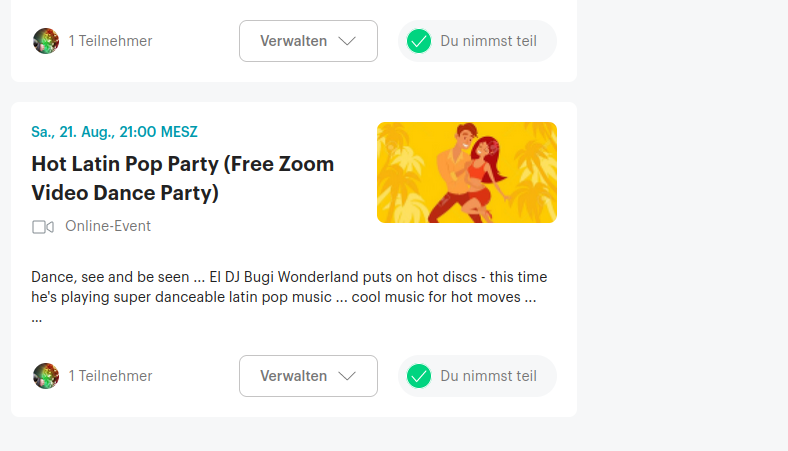 1 Teilnehmer
Verwalten
Du nimmst teil
Sa., 21. Aug., 21:00 MESZ
Hot Latin Pop Party (Free Zoom
Video Dance Party)
Online-Event
Dance, see and be seen ... El DJ Bugi Wonderland puts on hot discs - this time
he's playing super danceable latin pop music ... cool music for hot moves ...
...
1 Teilnehmer
Verwalten
Du nimmst teil